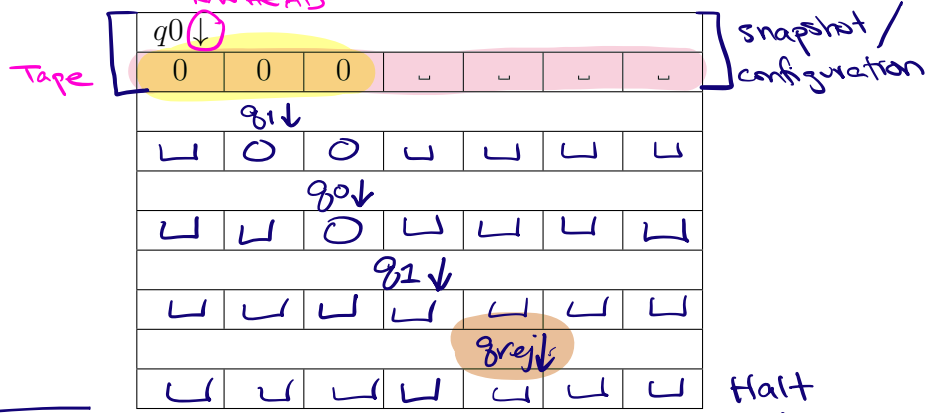 q0 ↓
snapshot /
Tape 0 0 0 ␣ ␣ ␣ ␣ configuration
q1↓
␣ 0 0 ␣ ␣ ␣ ␣
q0↓
␣ ␣ 0 ␣ ␣ ␣ ␣
q1 ↓
␣ ␣ ␣ ␣ ␣ ␣ ␣
qrej↓
␣ ␣ ␣ ␣ ␣ ␣ ␣ Halt